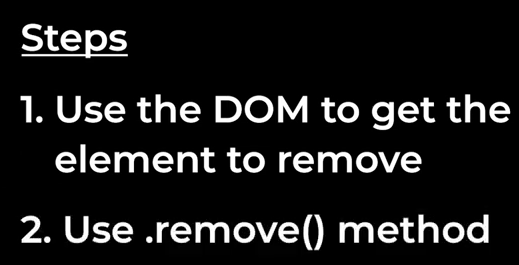 Steps
1. Use the DOM to get the
element to remove
2. Use .remove() method